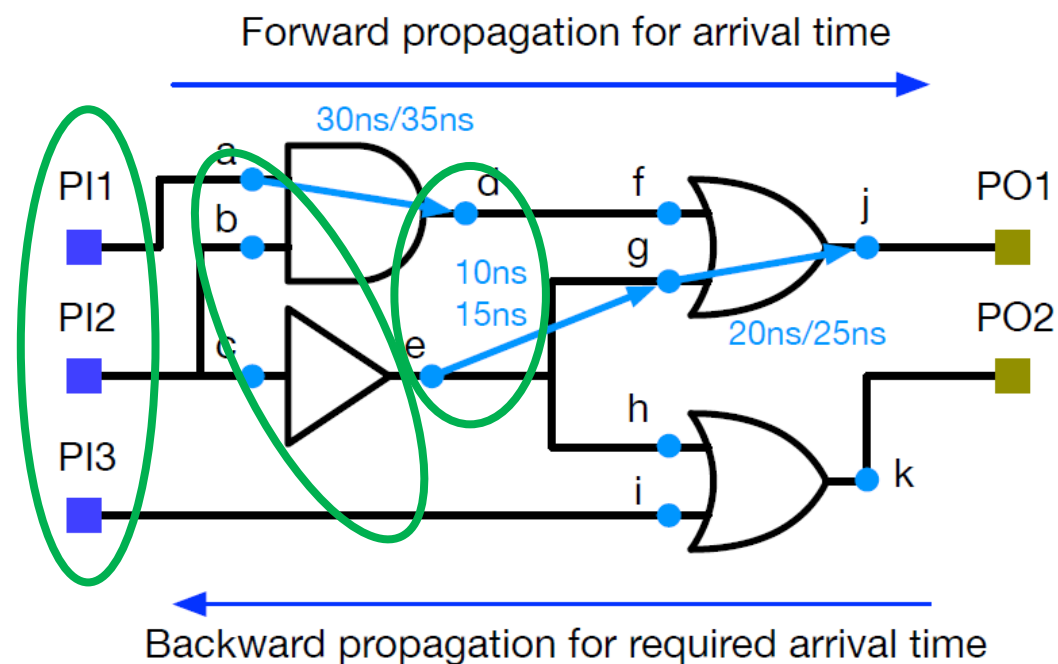 Forward propagation for arrival time
30ns/35ns
a
d
f
j
PI1
PO1
b
g
10ns
15ns
PI2
PO2
20ns/25ns
c
e
h
PI3
i
k
Backward propagation for required arrival time